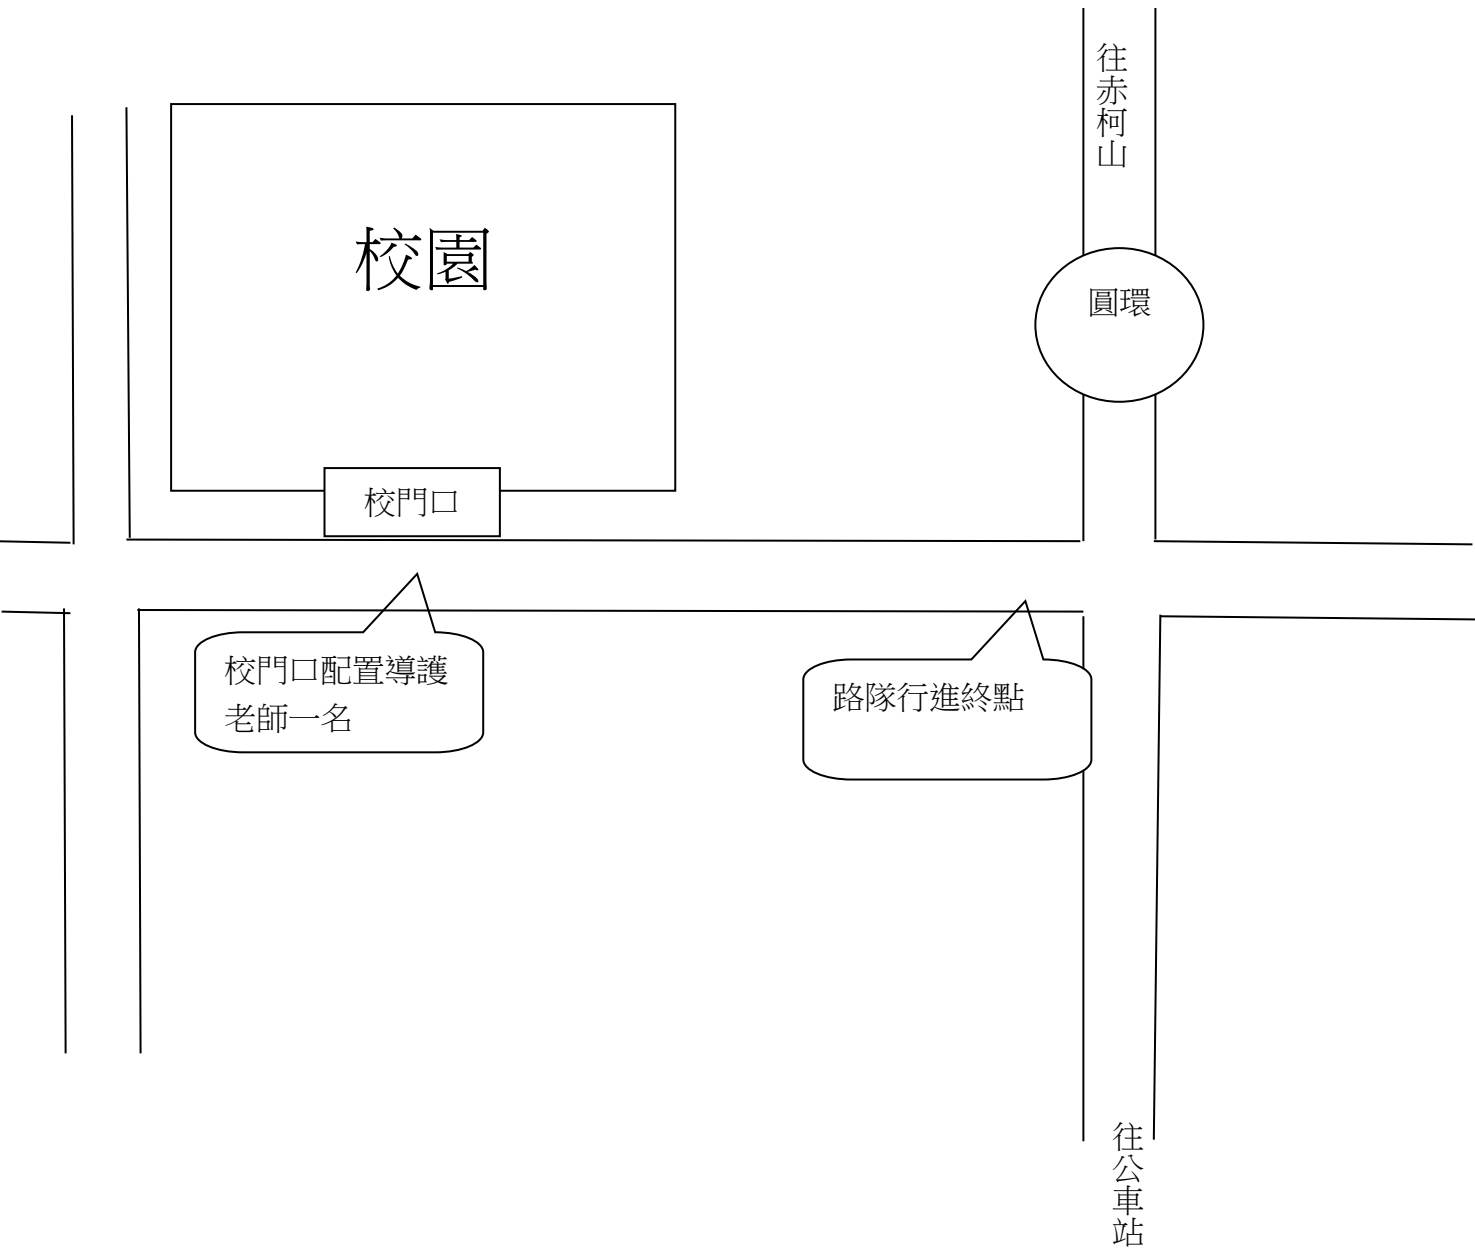 往赤柯山
校園
圓環
校門口
校門口配置導護
老師一名
路隊行進終點
往公車站